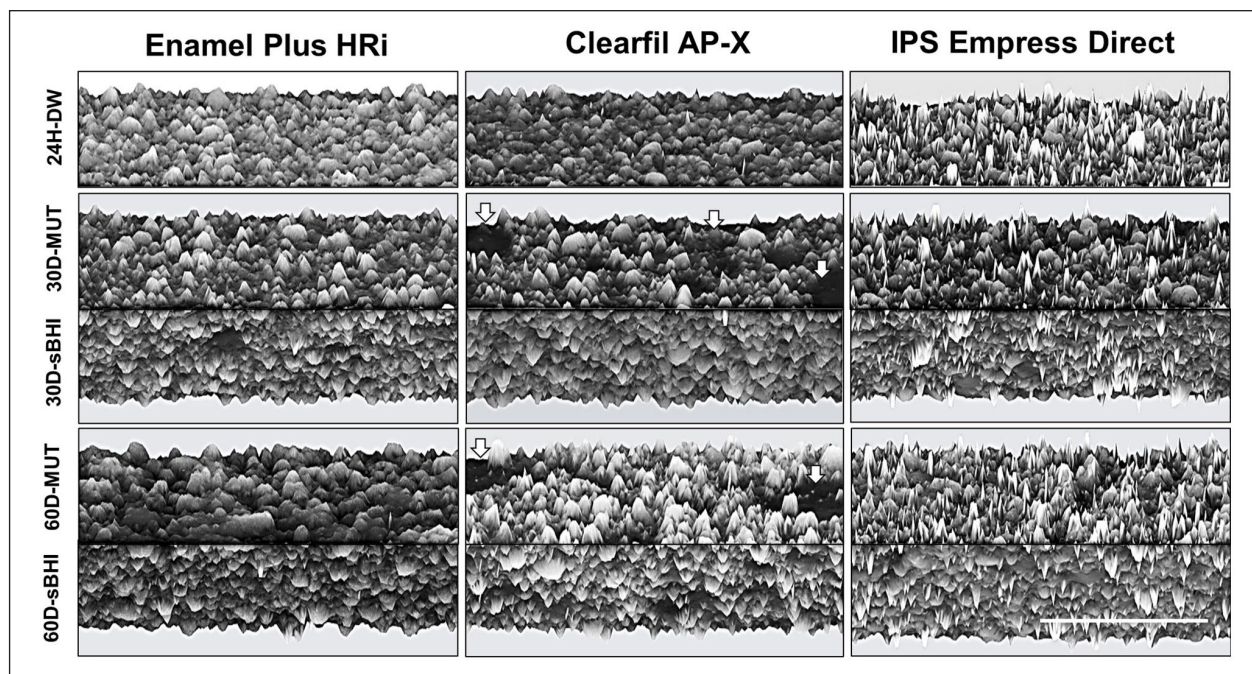 Enamel Plus HRi
Clearfil AP-X
IPS Empress Direct
24H-DW
30D-MUT
30D-sBHI
60D-MUT
60D-sBHI